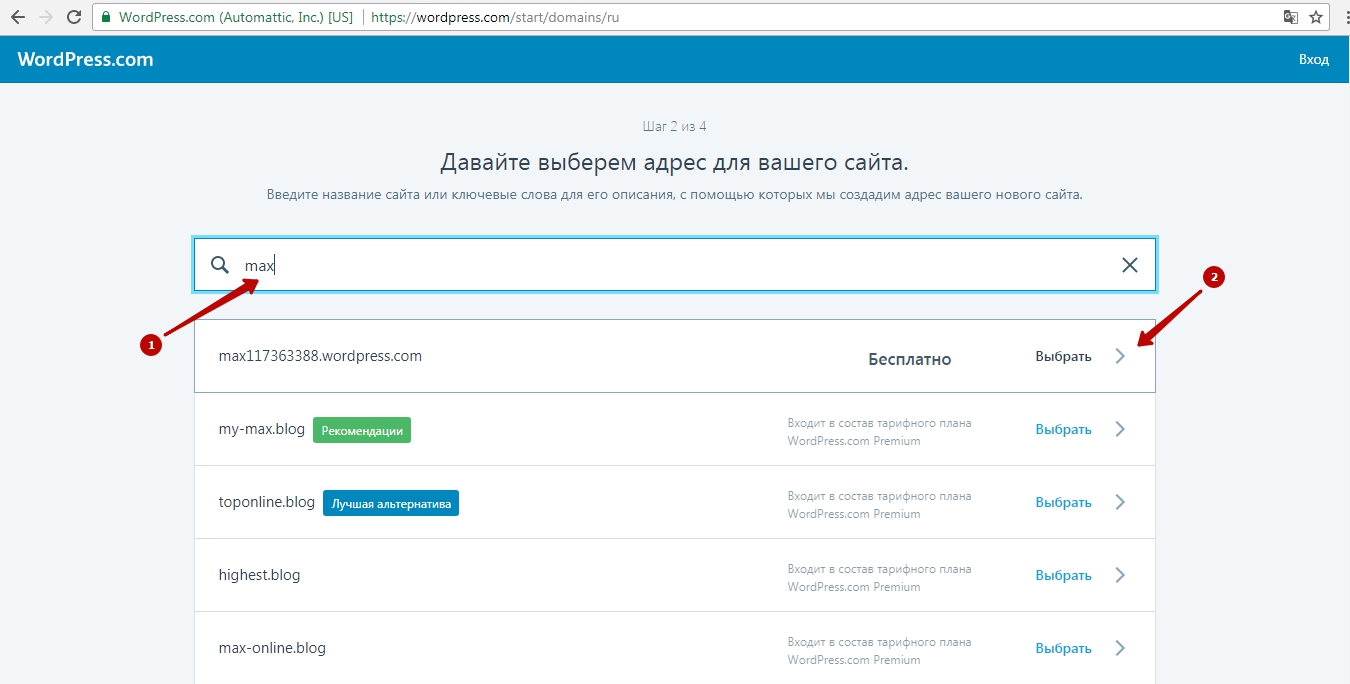 WordPress.com (Automattic, Inc.) [US] https://wordpress.com/start/domains/ru
WordPress.com Вход
Шаг 2 из 4
Давайте выберем адрес для вашего сайта.
Введите название сайта или ключевые слова для его описания, с помощью которых мы создадим адрес вашего нового сайта.
max
2
1
max117363388.wordpress.com Бесплатно Выбрать
my-max.blog Рекомендации Входит в состав тарифного плана
WordPress.com Premium Выбрать
toponline.blog Лучшая альтернатива Входит в состав тарифного плана
WordPress.com Premium Выбрать
highest.blog Входит в состав тарифного плана
WordPress.com Premium Выбрать
max-online.blog Входит в состав тарифного плана
WordPress.com Premium Выбрать